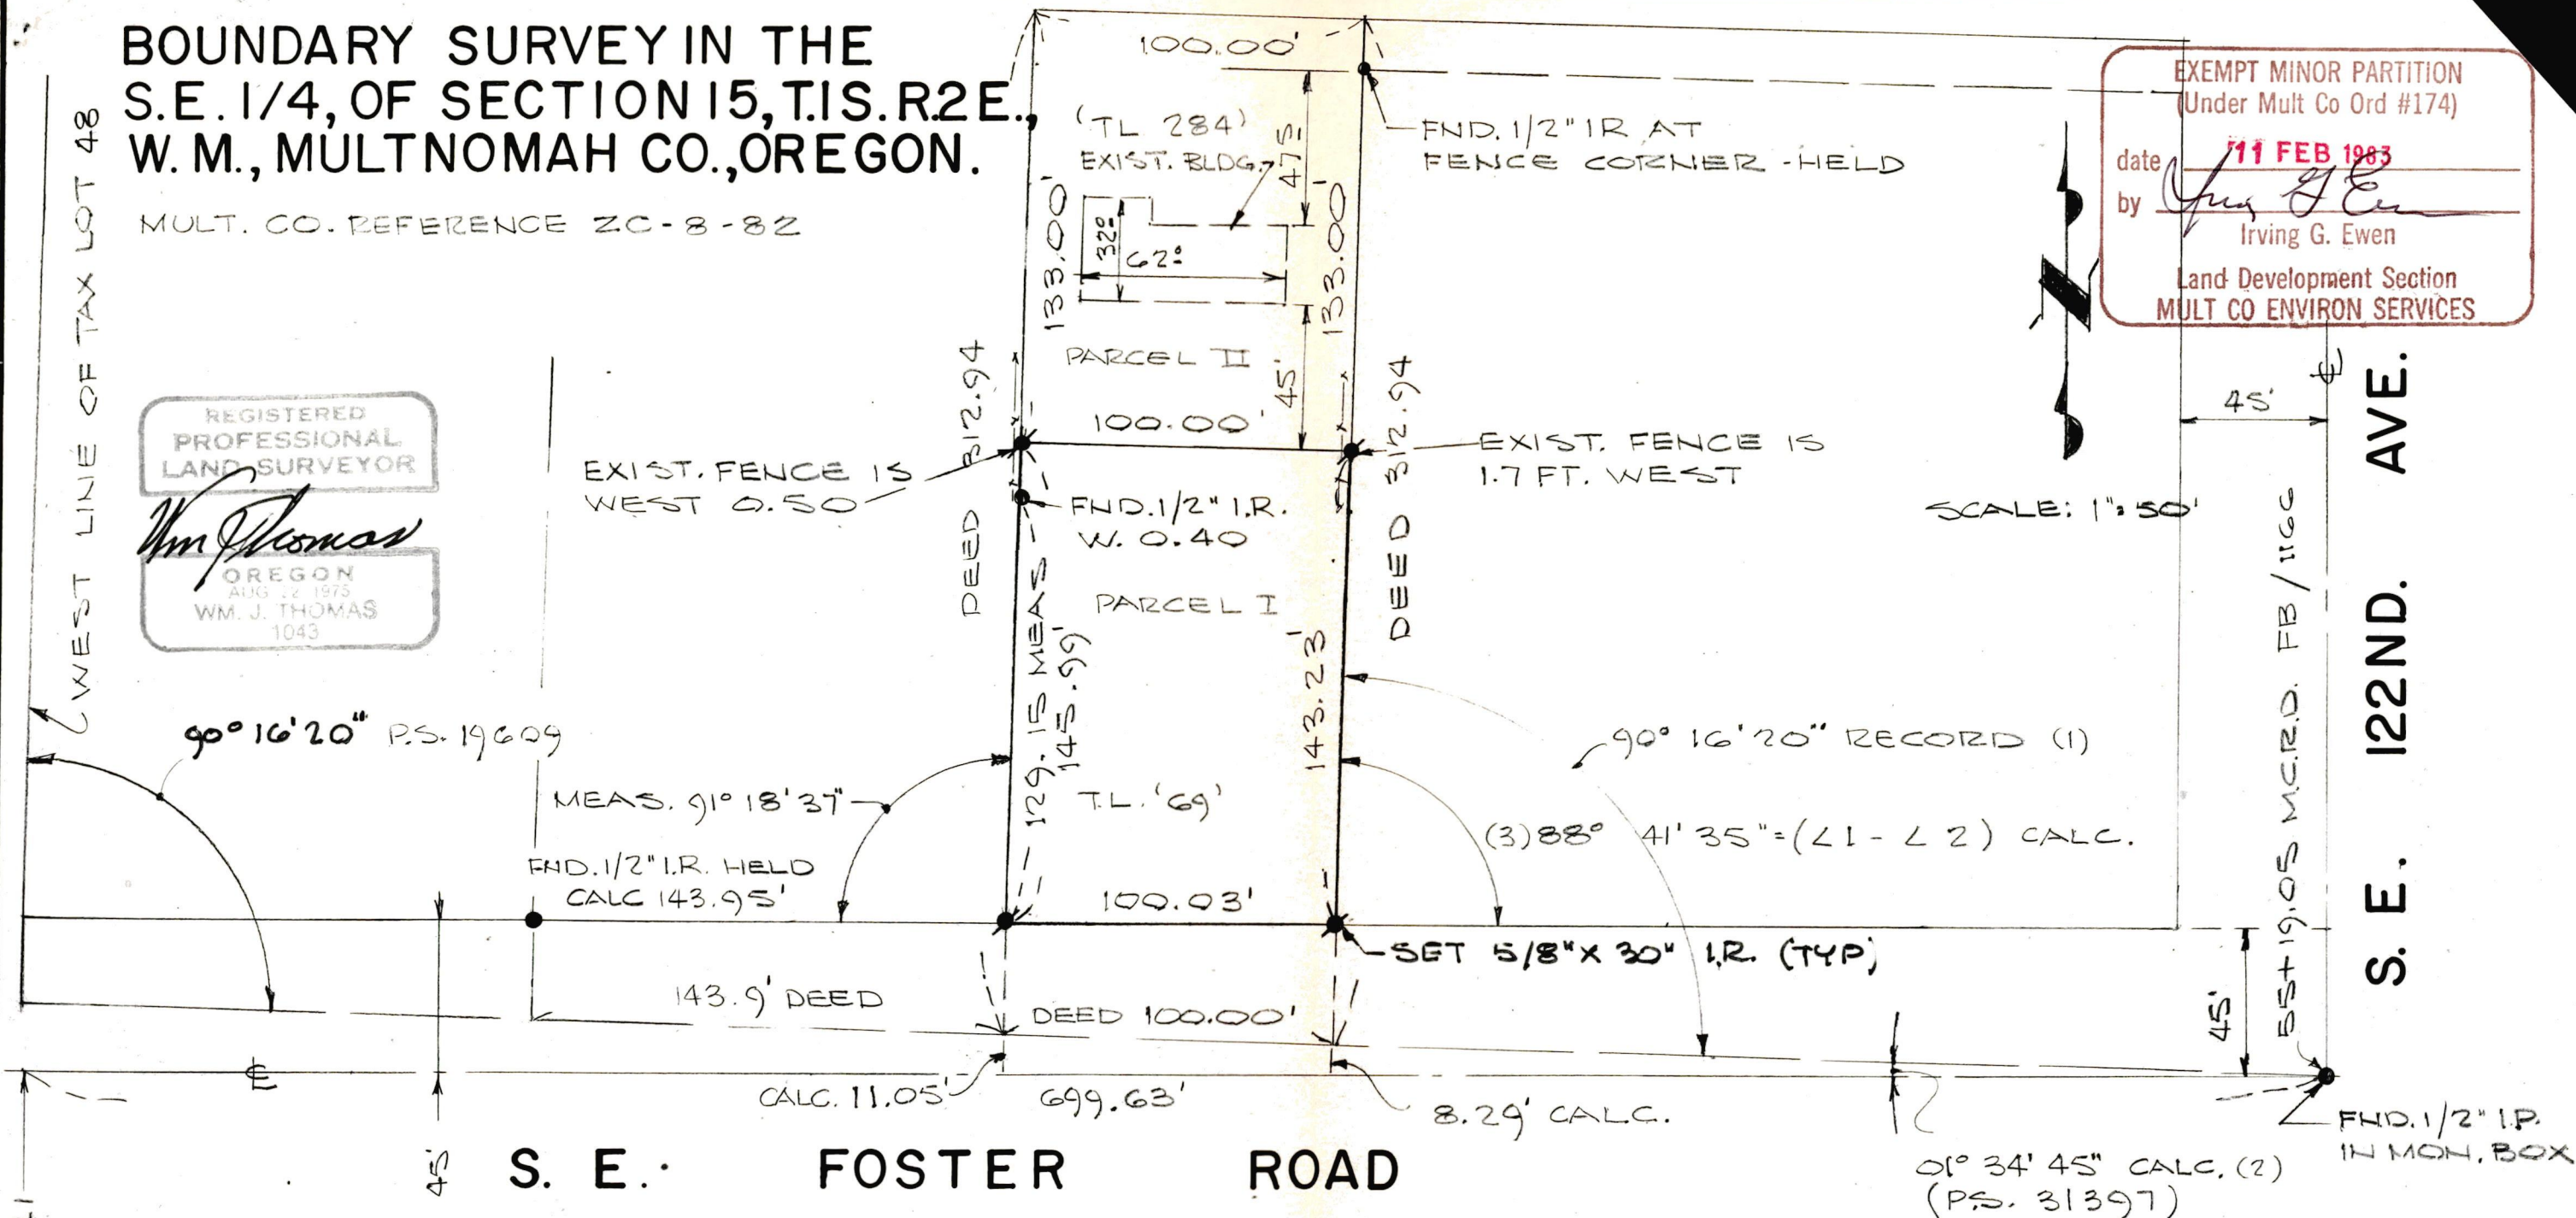 BOUNDARY SURVEY IN THE
S.E. 1/4, OF SECTION 15, T.1S. R.2 E.,
W. M., MULTNOMAH CO., OREGON.
MULT. CO. REFERENCE ZC-8-82
WEST LINE OF TAX LOT 48
REGISTERED
PROFESSIONAL
LAND SURVEYOR
Wm J Thomas
OREGON
AUG 22 1975
WM. J. THOMAS
1043
100.00'
(TL 284)
EXIST. BLDG.
47.5
133.00'
133.00'
32º
62º
FND. 1/2" IR AT
FENCE CORNER - HELD
EXEMPT MINOR PARTITION
(Under Mult Co Ord #174)
date 11 FEB 1983
by
Irving G. Ewen
Land Development Section
MULT CO ENVIRON SERVICES
N
PARCEL II
45'
100.00'
DEED 312.94
DEED 312.94
EXIST. FENCE IS
WEST 0.50
EXIST. FENCE IS
1.7 FT. WEST
FND. 1/2" I.R.
W. 0.40
45'
SCALE: 1"=50'
S. E. 122ND. AVE.
55+19.05 M.C.R.D. FB/1166
PARCEL I
129.15 MEAS
145.99'
143.23'
90° 16' 20" P.S. 19609
MEAS. 91° 18' 37"
T.L. '69'
90° 16' 20" RECORD (1)
(3) 88° 41' 35" = (∠1 - ∠2) CALC.
FND. 1/2" I.R. HELD
CALC 143.95'
100.03'
SET 5/8" X 30" I.R. (TYP)
143.9' DEED
DEED 100.00'
45'
45'
CALC. 11.05'
699.63'
8.29' CALC.
FND. 1/2" I.P.
IN MON. BOX
01° 34' 45" CALC. (2)
(P.S. 31397)
S. E. FOSTER ROAD